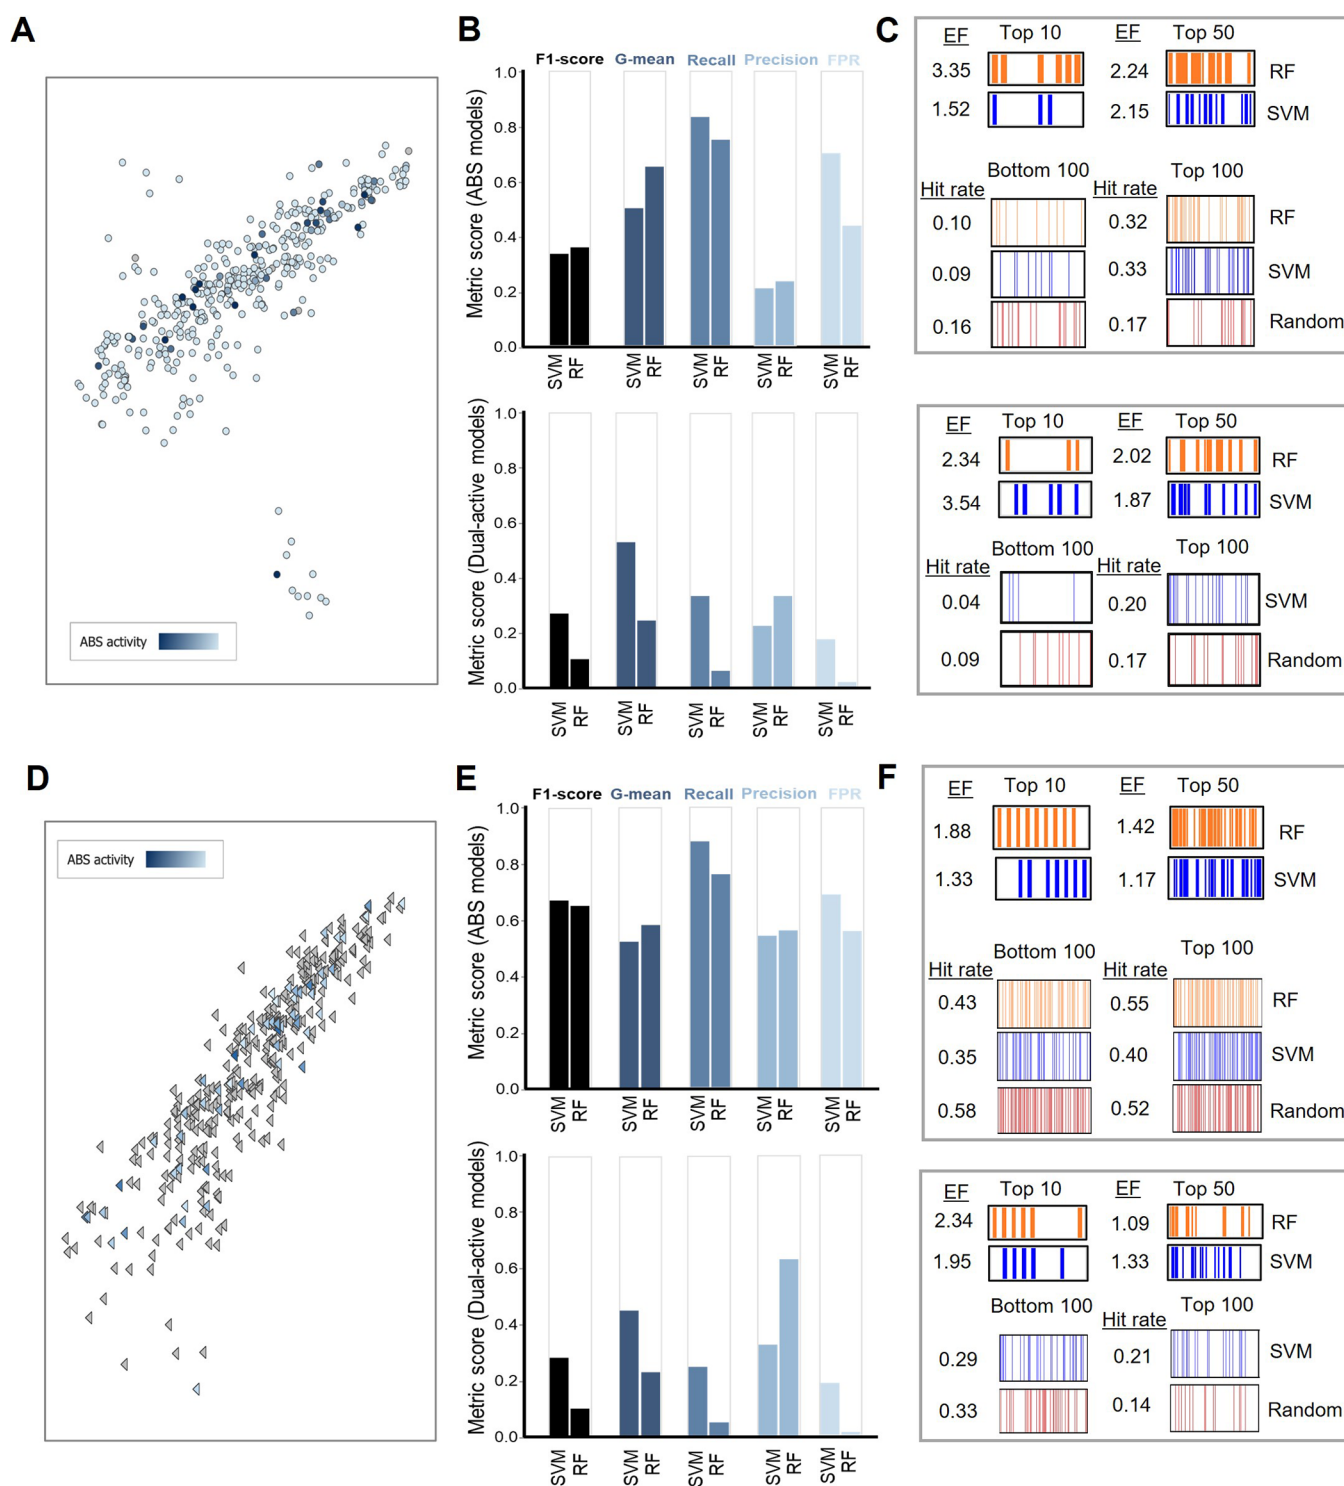 A
ABS activity
B
F1-score G-mean Recall Precision FPR
Metric score (ABS models)
1.0
0.8
0.6
0.4
0.2
0.0
SVM RF SVM RF SVM RF SVM RF SVM RF
Metric score (Dual-active models)
1.0
0.8
0.6
0.4
0.2
0.0
SVM RF SVM RF SVM RF SVM RF SVM RF
C
EF Top 10 EF Top 50
3.35 2.24 RF
1.52 2.15 SVM
Bottom 100 Top 100
Hit rate Hit rate
0.10 0.32 RF
0.09 0.33 SVM
0.16 0.17 Random
EF Top 10 EF Top 50
2.34 2.02 RF
3.54 1.87 SVM
Bottom 100 Top 100
Hit rate Hit rate
0.04 0.20 SVM
0.09 0.17 Random
D
ABS activity
E
F1-score G-mean Recall Precision FPR
Metric score (ABS models)
1.0
0.8
0.6
0.4
0.2
0.0
SVM RF SVM RF SVM RF SVM RF SVM RF
Metric score (Dual-active models)
1.0
0.8
0.6
0.4
0.2
0.0
SVM RF SVM RF SVM RF SVM RF SVM RF
F
EF Top 10 EF Top 50
1.88 1.42 RF
1.33 1.17 SVM
Bottom 100 Top 100
Hit rate Hit rate
0.43 0.55 RF
0.35 0.40 SVM
0.58 0.52 Random
EF Top 10 EF Top 50
2.34 1.09 RF
1.95 1.33 SVM
Bottom 100 Top 100
Hit rate
0.29 0.21 SVM
0.33 0.14 Random